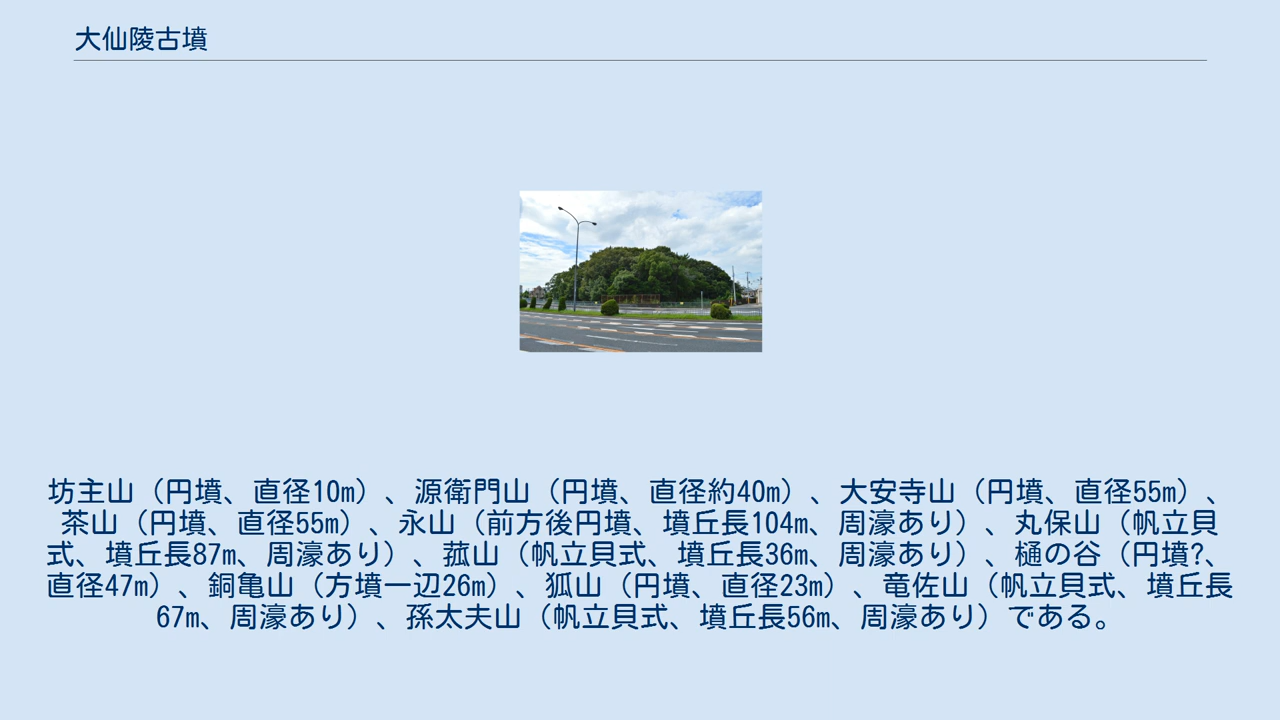 大仙陵古墳
坊主山（円墳、直径10m）、源衛門山（円墳、直径約40m）、大安寺山（円墳、直径55m）、
茶山（円墳、直径55m）、永山（前方後円墳、墳丘長104m、周濠あり）、丸保山（帆立貝
式、墳丘長87m、周濠あり）、菰山（帆立貝式、墳丘長36m、周濠あり）、樋の谷（円墳?、
直径47m）、銅亀山（方墳一辺26m）、狐山（円墳、直径23m）、竜佐山（帆立貝式、墳丘長
67m、周濠あり）、孫太夫山（帆立貝式、墳丘長56m、周濠あり）である。